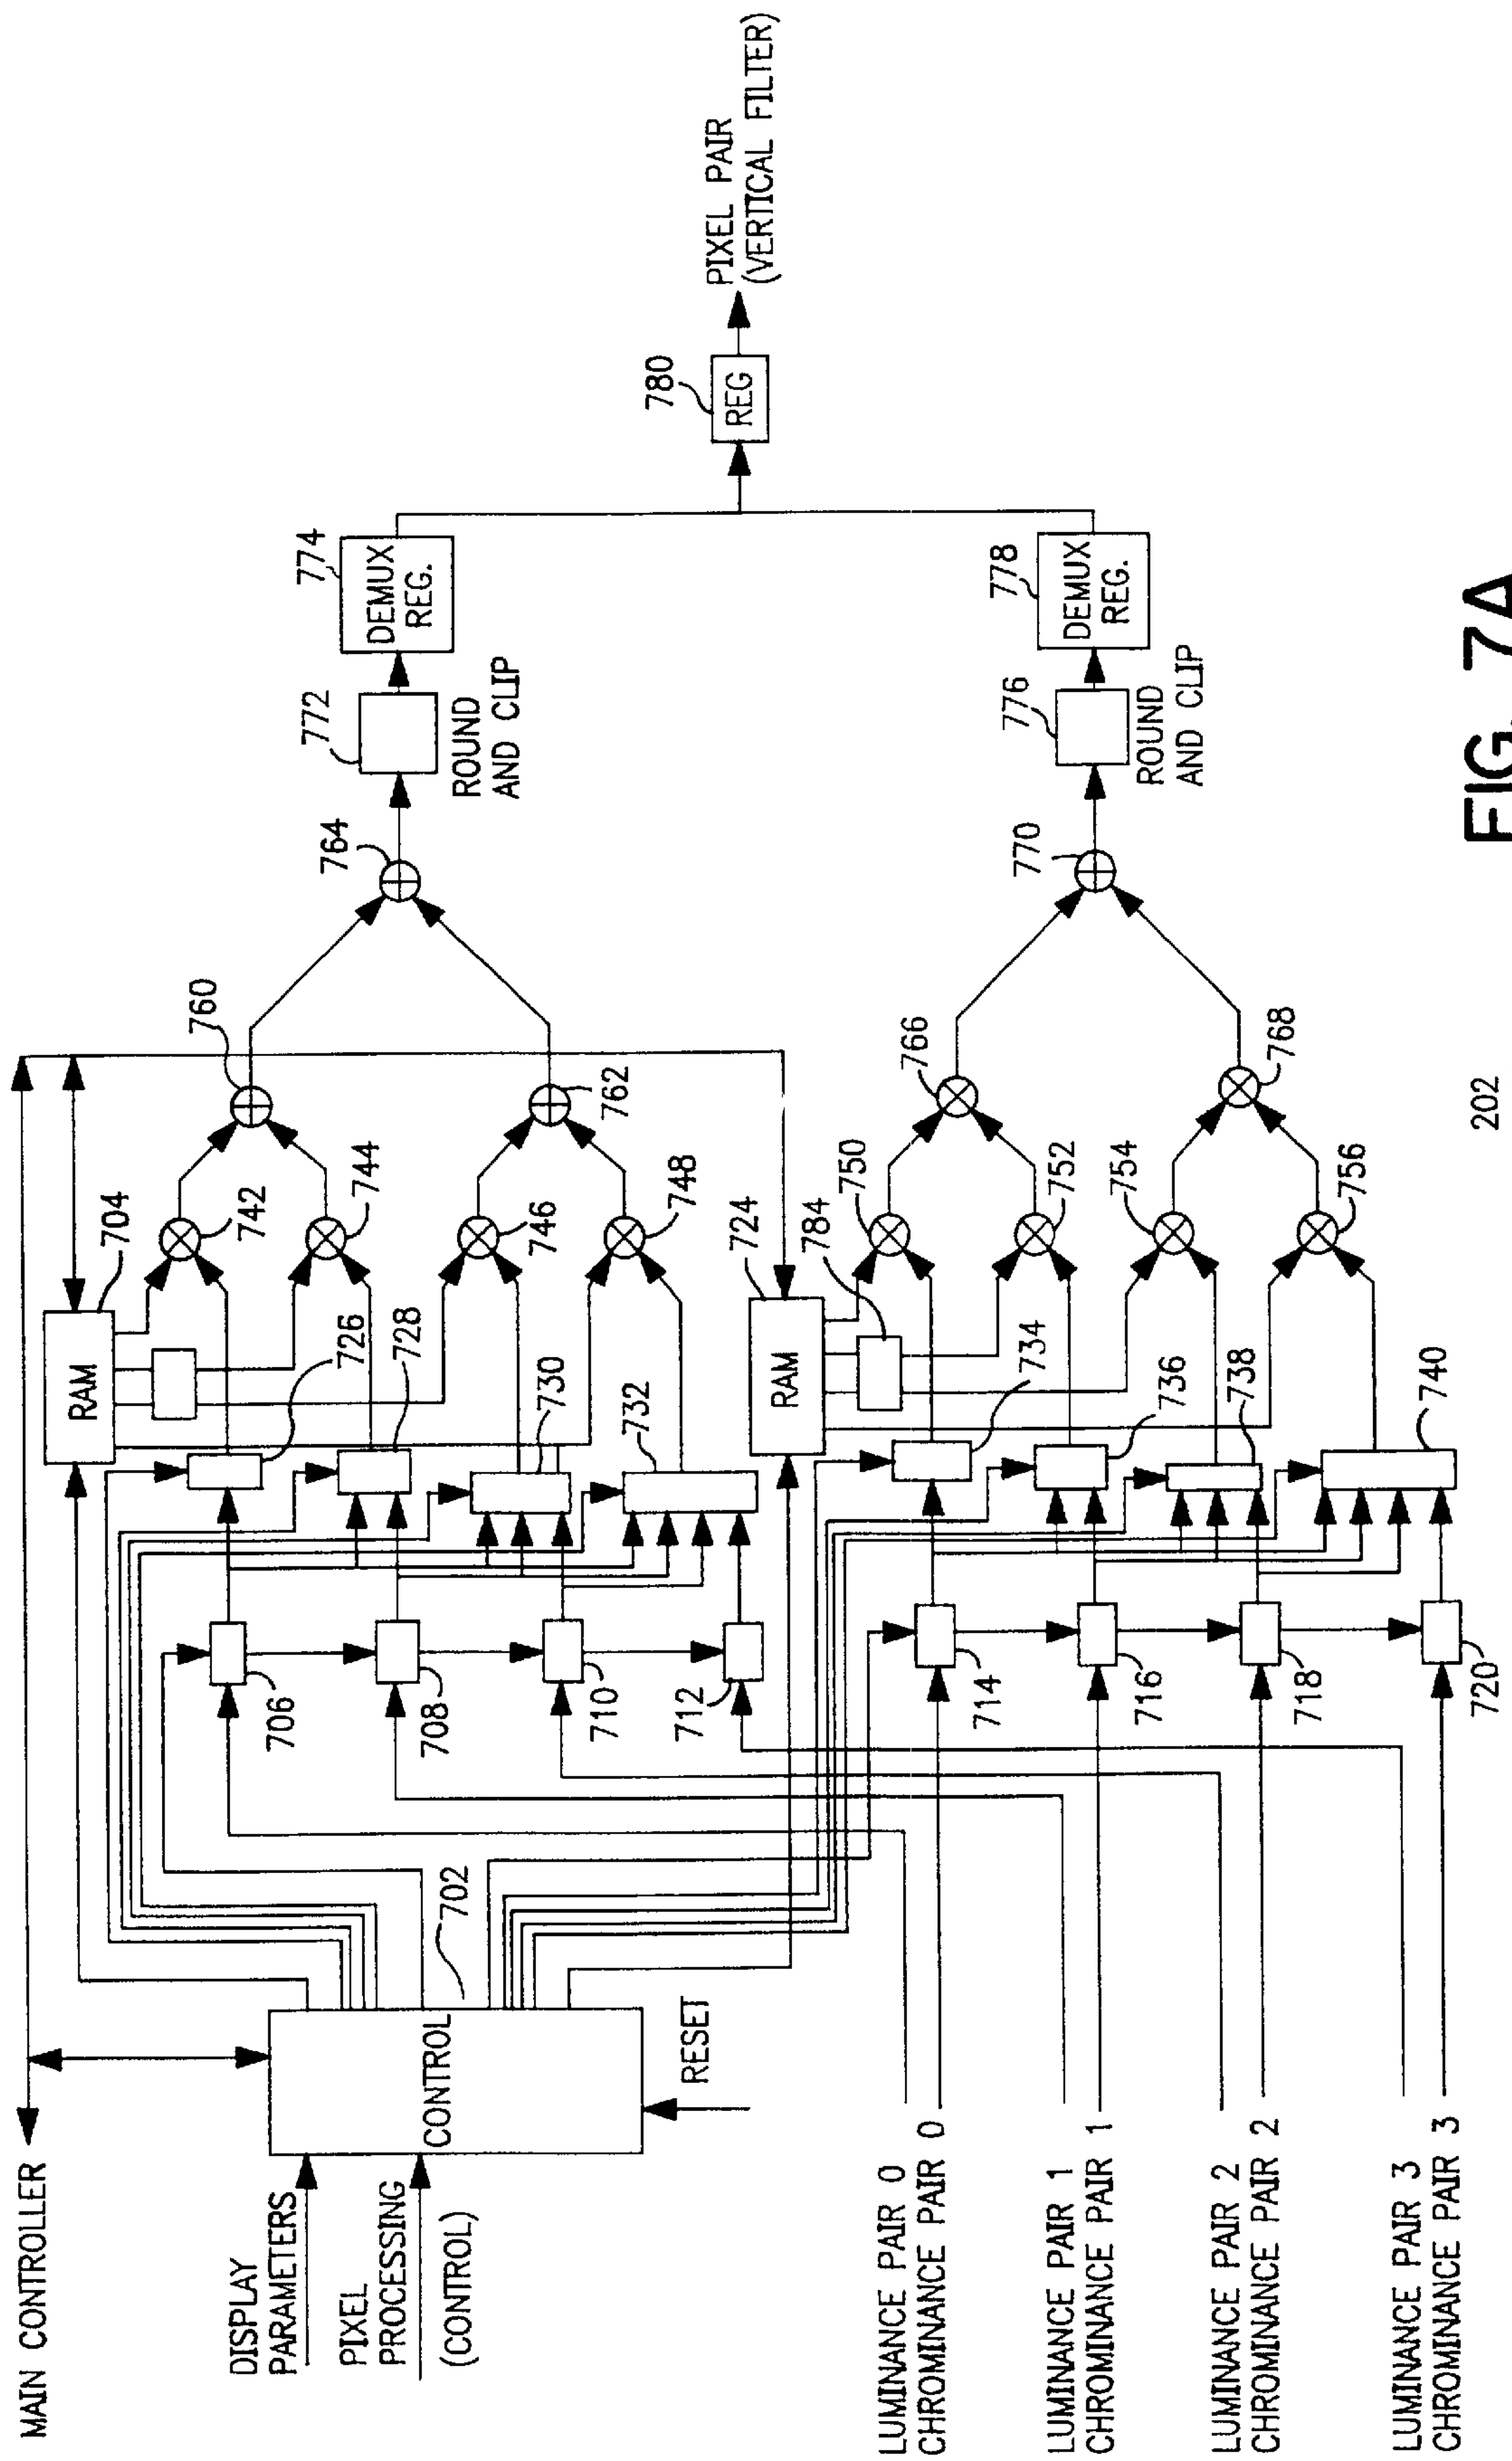 MAIN CONTROLLER
DISPLAY
PARAMETERS
PIXEL
PROCESSING
(CONTROL)
CONTROL
702
RESET
LUMINANCE PAIR 0
CHROMINANCE PAIR 0
LUMINANCE PAIR 1
CHROMINANCE PAIR 1
LUMINANCE PAIR 2
CHROMINANCE PAIR 2
LUMINANCE PAIR 3
CHROMINANCE PAIR 3
706
708
710
712
714
716
718
720
RAM
704
726
728
730
732
RAM
724
784
734
736
738
740
742
744
746
748
750
752
754
756
760
762
766
768
764
770
772
ROUND
AND CLIP
776
ROUND
AND CLIP
774
DEMUX
REG.
778
DEMUX
REG.
780
REG
PIXEL PAIR
(VERTICAL FILTER)
202
FIG. 7A